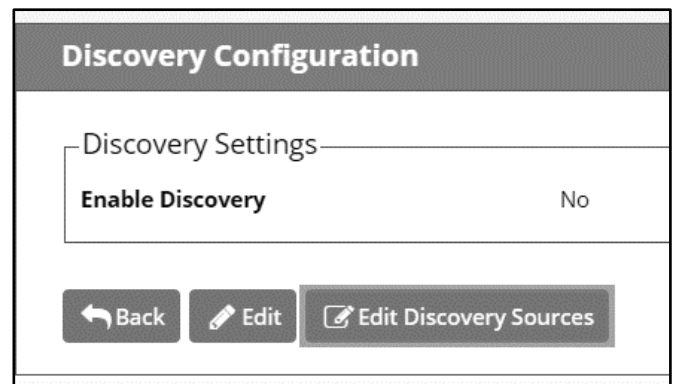 Discovery Configuration
Discovery Settings
Enable Discovery No
Back Edit Edit Discovery Sources